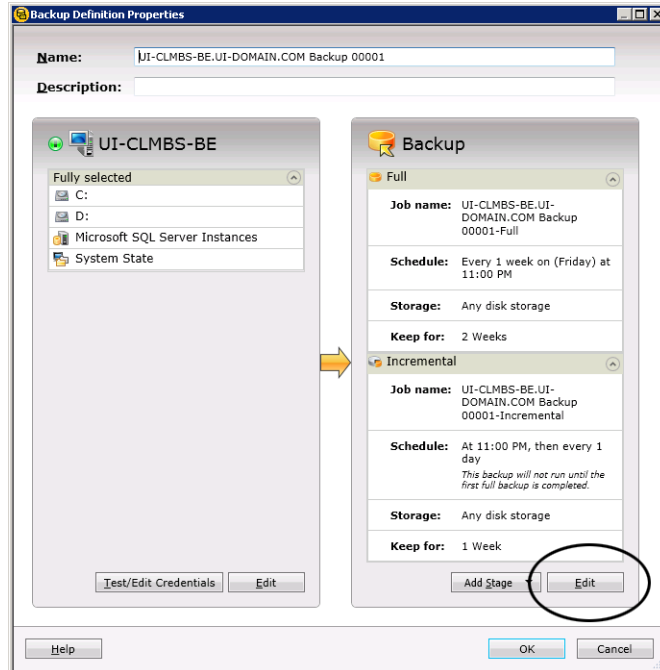 Backup Definition Properties
Name: UI-CLMBS-BE.UI-DOMAIN.COM Backup 00001
Description:
UI-CLMBS-BE
Fully selected
C:
D:
Microsoft SQL Server Instances
System State
Test/Edit Credentials Edit
Backup
Full
Job name: UI-CLMBS-BE.UI-
DOMAIN.COM Backup
00001-Full
Schedule: Every 1 week on (Friday) at
11:00 PM
Storage: Any disk storage
Keep for: 2 Weeks
Incremental
Job name: UI-CLMBS-BE.UI-
DOMAIN.COM Backup
00001-Incremental
Schedule: At 11:00 PM, then every 1
day
This backup will not run until the
first full backup is completed.
Storage: Any disk storage
Keep for: 1 Week
Add Stage Edit
Help OK Cancel